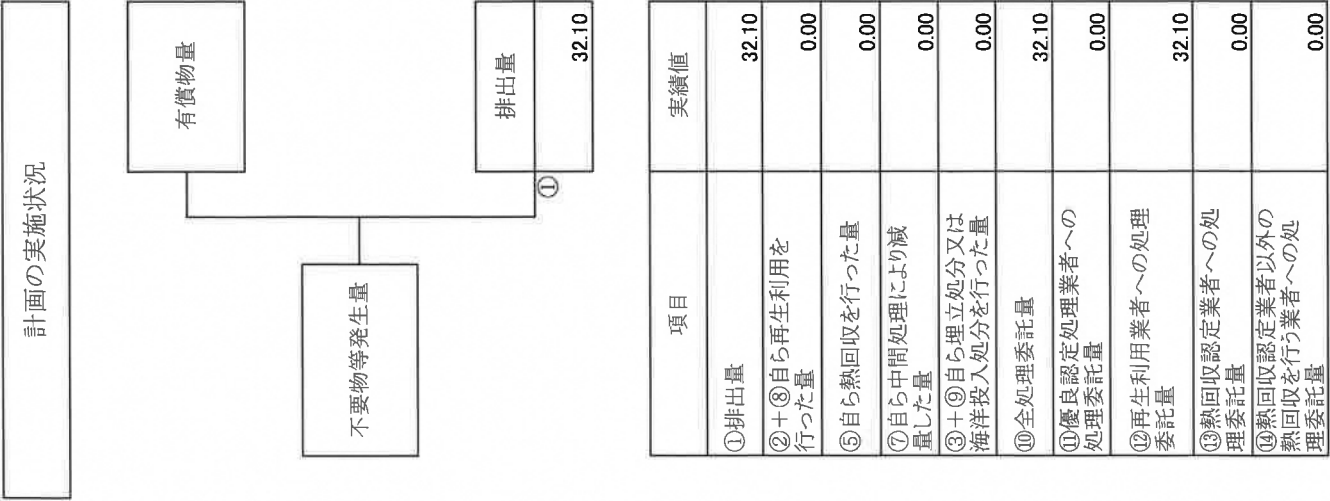 計画の実施状況
不要物等発生量
有償物量
①
排出量
32.10
項目
実績値
①排出量
32.10
②+⑧自ら再生利用を
行った量
0.00
⑤自ら熱回収を行った量
0.00
⑦自ら中間処理により減
量した量
0.00
③+⑨自ら埋立処分又は
海洋投入処分を行った量
0.00
⑩全処理委託量
32.10
⑪優良認定処理業者への
処理委託量
0.00
⑫再生利用業者への処理
委託量
32.10
⑬熱回収認定業者への処
理委託量
0.00
⑭熱回収認定業者以外の
熱回収を行う業者への処
理委託量
0.00